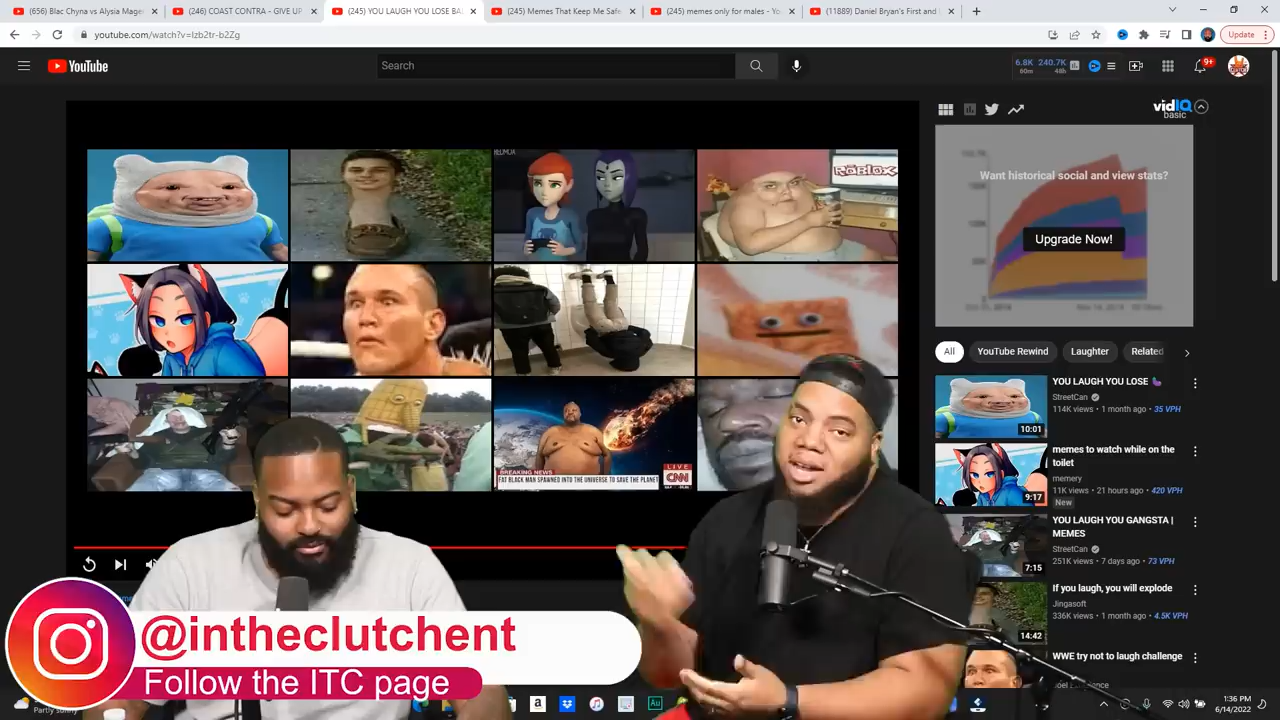 (656) Blac Chyna vs Alysia Mage
(246) COAST CONTRA - GIVE UP
(245) YOU LAUGH YOU LOSE BA
(245) Memes That Keep Me Safe
(245) memes only for males - Yo
(11889) Daniel Bryan's First and
youtube.com/watch?v=Izb2tr-b2Zg
Update
YouTube
Search
6.8K 240.7K
60m 48h
9+
vidIQ
basic
Want historical social and view stats?
Upgrade Now!
REDMOA
ROBLOX
All
YouTube Rewind
Laughter
Related
YOU LAUGH YOU LOSE
StreetCan
114K views • 1 month ago • 35 VPH
10:01
memes to watch while on the
toilet
memery
11K views • 21 hours ago • 420 VPH
New
9:17
YOU LAUGH YOU GANGSTA |
MEMES
StreetCan
251K views • 7 days ago • 73 VPH
7:15
If you laugh, you will explode
Jingasoft
336K views • 1 month ago • 4.5K VPH
14:42
WWE try not to laugh challenge
BREAKING NEWS
LIVE
CNN
FAT BLACK MAN SPAWNED INTO THE UNIVERSE TO SAVE THE PLANET
@intheclutchent
Follow the ITC page
Partly sunny
1:36 PM
6/14/2022